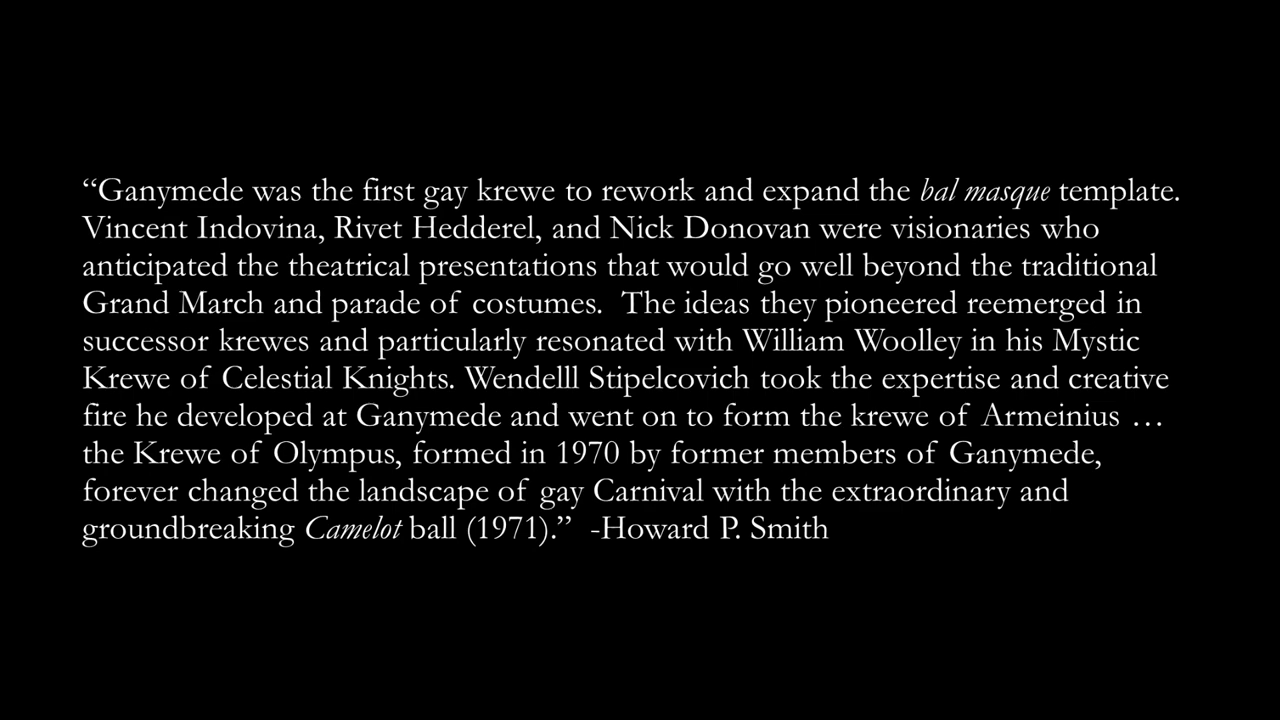 “Ganymede was the first gay krewe to rework and expand the bal masque template.
Vincent Indovina, Rivet Hedderel, and Nick Donovan were visionaries who
anticipated the theatrical presentations that would go well beyond the traditional
Grand March and parade of costumes.  The ideas they pioneered reemerged in
successor krewes and particularly resonated with William Woolley in his Mystic
Krewe of Celestial Knights. Wendelll Stipelcovich took the expertise and creative
fire he developed at Ganymede and went on to form the krewe of Armeinius …
the Krewe of Olympus, formed in 1970 by former members of Ganymede,
forever changed the landscape of gay Carnival with the extraordinary and
groundbreaking Camelot ball (1971).”  -Howard P. Smith